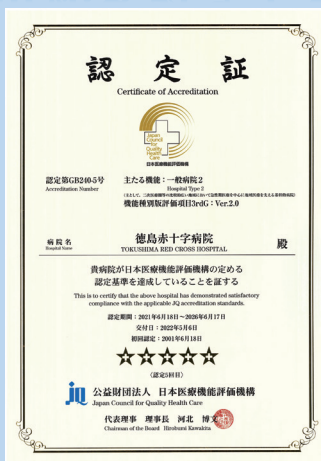 認定証
Certificate of Accreditation
Japan
Council for
Quality
Health
Care
日本医療機能評価機構
認定第GB240-5号
Accreditation Number
主たる機能：一般病院2
Hospital Type 2
機能種別版評価項目3rdG：Ver.2.0
病院名
Hospital Name
徳島赤十字病院
TOKUSHIMA RED CROSS HOSPITAL
殿
貴病院が日本医療機能評価機構の定める
認定基準を達成していることを証する
This is to certify that the above hospital has demonstrated satisfactory
compliance with the applicable JQ accreditation standards.
認定期間：2021年6月18日~2026年6月17日
交付日：2022年5月6日
初回認定：2001年6月18日
〈認定5回目〉
jq
公益財団法人 日本医療機能評価機構
Japan Council for Quality Health Care
代表理事 理事長 河北 博文
Chairman of the Board Hirobumi Kawakita